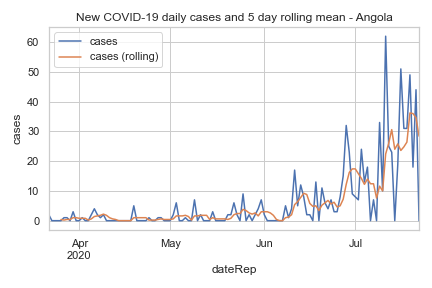 New COVID-19 daily cases and 5 day rolling mean - Angola
cases
cases (rolling)
60
50
40
30
20
10
0
cases
Apr
2020
May
Jun
Jul
dateRep